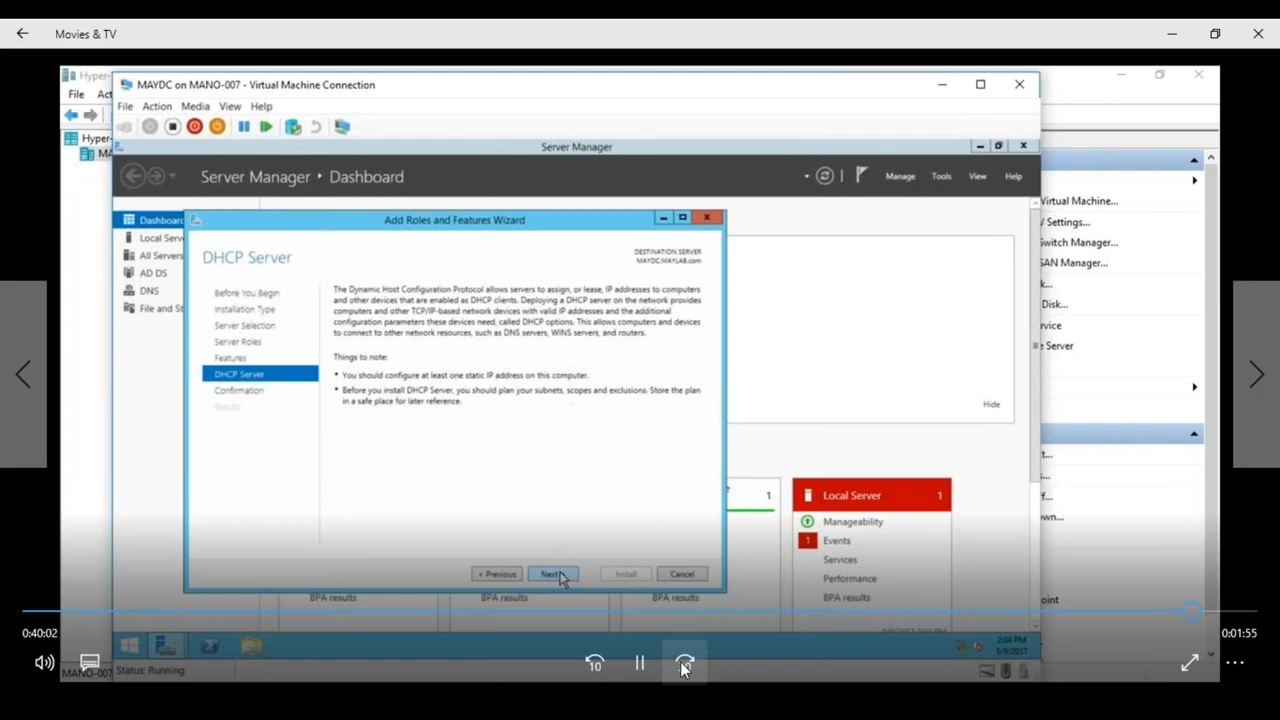 Movies & TV
Hyper-
MAYDC on MANO-007 - Virtual Machine Connection
File Act
File Action Media View Help
Hyper-
MA
Server Manager
Server Manager • Dashboard
Manage Tools View Help
Dashboard
Local Serv
All Servers
AD DS
DNS
File and St
Add Roles and Features Wizard
DHCP Server
DESTINATION SERVER
MAYDC.MAYLAB.com
Before You Begin
Installation Type
Server Selection
Server Roles
Features
DHCP Server
Confirmation
Results
The Dynamic Host Configuration Protocol allows servers to assign, or lease, IP addresses to computers
and other devices that are enabled as DHCP clients. Deploying a DHCP server on the network provides
computers and other TCP/IP-based network devices with valid IP addresses and the additional
configuration parameters these devices need, called DHCP options. This allows computers and devices
to connect to other network resources, such as DNS servers, WINS servers, and routers.
Things to note:
• You should configure at least one static IP address on this computer.
• Before you install DHCP Server, you should plan your subnets, scopes and exclusions. Store the plan
in a safe place for later reference.
< Previous
Next
Install
Cancel
Hide
1
Local Server 1
Manageability
1 Events
Services
Performance
BPA results
BPA results
BPA results
BPA results
Virtual Machine...
Settings...
Switch Manager...
SAN Manager...
k...
Disk...
rvice
e Server
t...
s...
f...
own...
oint
2:04 PM
5/9/2017
0:40:02
0:01:55
10
MANO-007
Status: Running